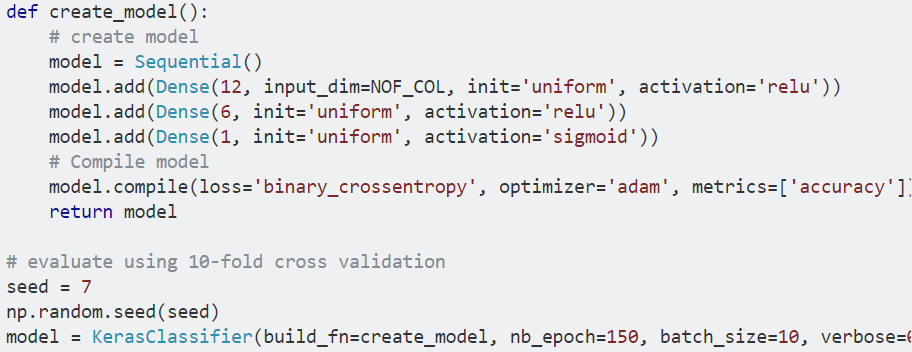 def create_model():
    # create model
    model = Sequential()
    model.add(Dense(12, input_dim=NOF_COL, init='uniform', activation='relu'))
    model.add(Dense(6, init='uniform', activation='relu'))
    model.add(Dense(1, init='uniform', activation='sigmoid'))
    # Compile model
    model.compile(loss='binary_crossentropy', optimizer='adam', metrics=['accuracy'])
    return model
# evaluate using 10-fold cross validation
seed = 7
np.random.seed(seed)
model = KerasClassifier(build_fn=create_model, nb_epoch=150, batch_size=10, verbose=